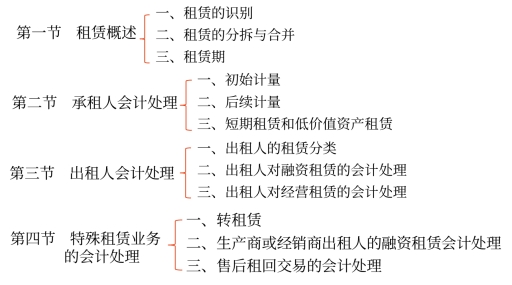 第一节 租赁概述
一、租赁的识别
二、租赁的分拆与合并
三、租赁期
第二节 承租人会计处理
一、初始计量
二、后续计量
三、短期租赁和低价值资产租赁
第三节 出租人会计处理
一、出租人的租赁分类
二、出租人对融资租赁的会计处理
三、出租人对经营租赁的会计处理
第四节 特殊租赁业务
的会计处理
一、转租赁
二、生产商或经销商出租人的融资租赁会计处理
三、售后租回交易的会计处理